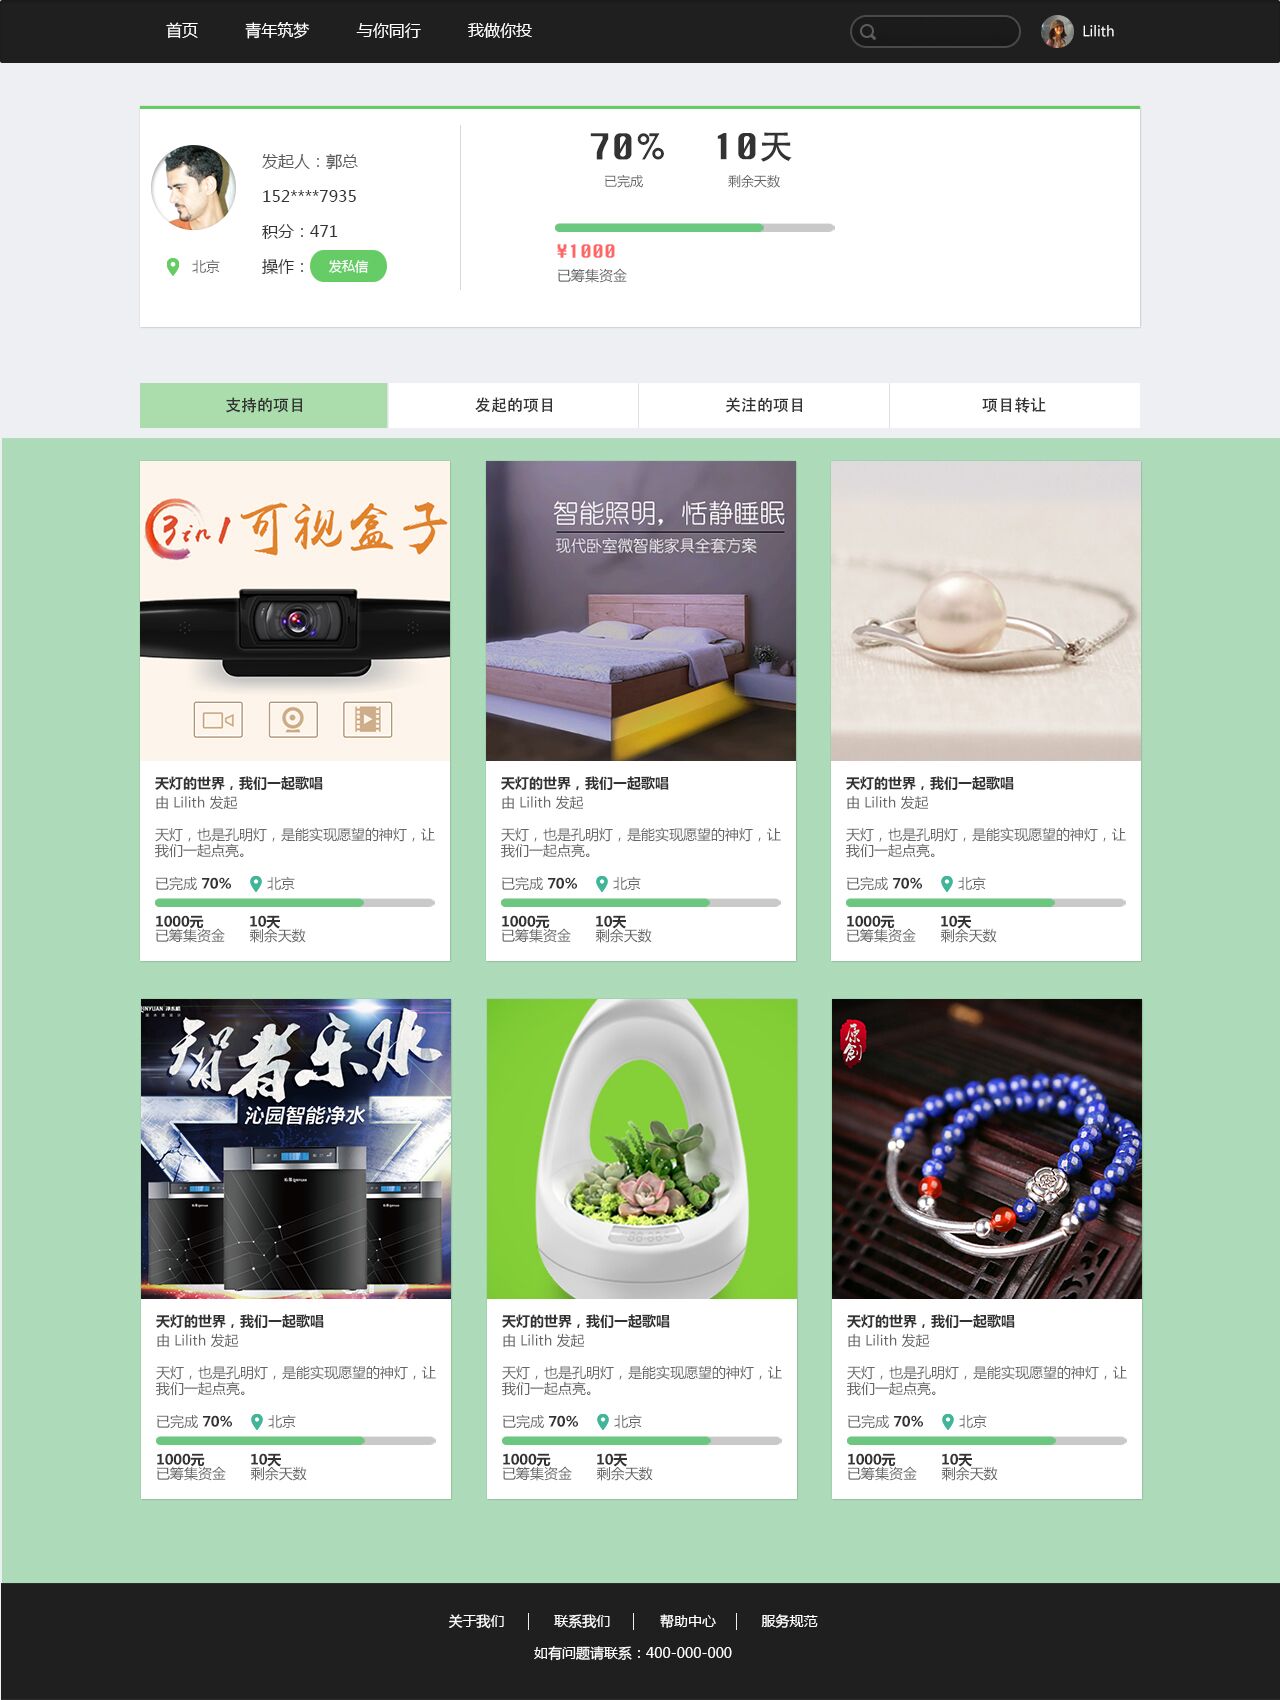 首页 青年筑梦 与你同行 我做你投 Lilith
发起人：郭总
152****7935
积分：471
北京 操作： 发私信
70% 10天
已完成 剩余天数
¥1000
已筹集资金
支持的项目 发起的项目 关注的项目 项目转让
3in1 可视盒子
智能照明，恬静睡眠
现代卧室微智能家具全套方案
天灯的世界，我们一起歌唱
由 Lilith 发起
天灯，也是孔明灯，是能实现愿望的神灯，让
我们一起点亮。
已完成 70% 北京
1000元 10天
已筹集资金 剩余天数
天灯的世界，我们一起歌唱
由 Lilith 发起
天灯，也是孔明灯，是能实现愿望的神灯，让
我们一起点亮。
已完成 70% 北京
1000元 10天
已筹集资金 剩余天数
天灯的世界，我们一起歌唱
由 Lilith 发起
天灯，也是孔明灯，是能实现愿望的神灯，让
我们一起点亮。
已完成 70% 北京
1000元 10天
已筹集资金 剩余天数
智者乐水
沁园智能净水
原创
天灯的世界，我们一起歌唱
由 Lilith 发起
天灯，也是孔明灯，是能实现愿望的神灯，让
我们一起点亮。
已完成 70% 北京
1000元 10天
已筹集资金 剩余天数
天灯的世界，我们一起歌唱
由 Lilith 发起
天灯，也是孔明灯，是能实现愿望的神灯，让
我们一起点亮。
已完成 70% 北京
1000元 10天
已筹集资金 剩余天数
天灯的世界，我们一起歌唱
由 Lilith 发起
天灯，也是孔明灯，是能实现愿望的神灯，让
我们一起点亮。
已完成 70% 北京
1000元 10天
已筹集资金 剩余天数
关于我们 联系我们 帮助中心 服务规范
如有问题请联系：400-000-000